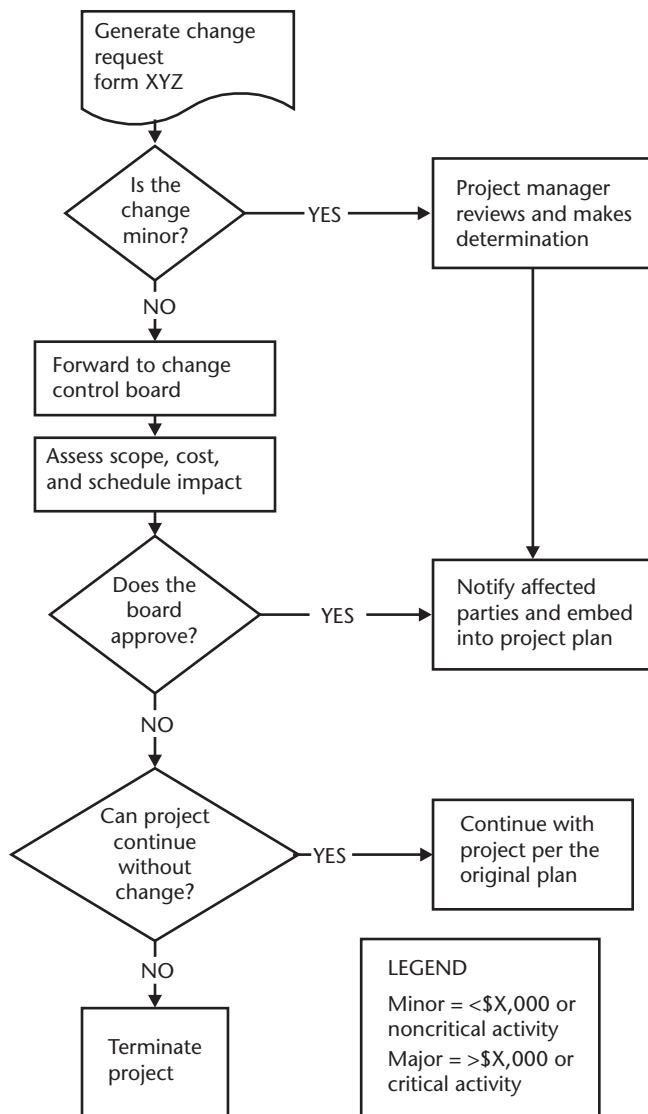 Generate change
request
form XYZ
Is the
change
minor?
YES
Project manager
reviews and makes
determination
NO
Forward to change
control board
Assess scope, cost,
and schedule impact
Does the
board
approve?
YES
Notify affected
parties and embed
into project plan
NO
Can project
continue
without
change?
YES
Continue with
project per the
original plan
NO
Terminate
project
LEGEND
Minor = <$X,000 or
noncritical activity
Major = >$X,000 or
critical activity